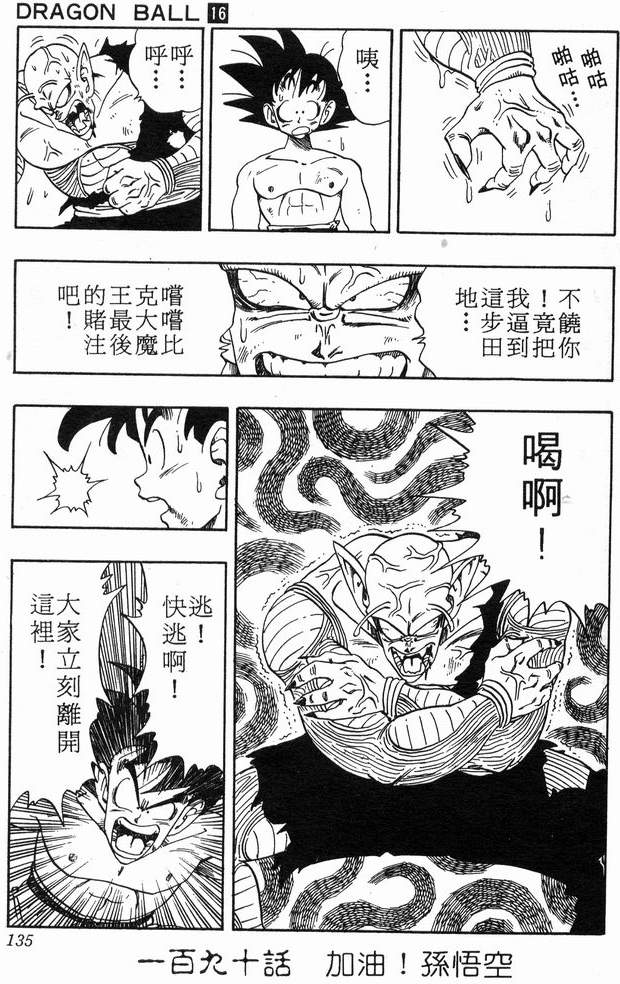 DRAGON BALL 16
啪咕
啪咕…
咦…
呼…
呼…
不饒你
！竟把
我逼到
這步田
地…
嚐嚐比
克大魔
王最後
的賭注
吧！
喝啊！
逃！
快逃啊！
大家立刻離開
這裡！
135
一百九十話 加油！孫悟空